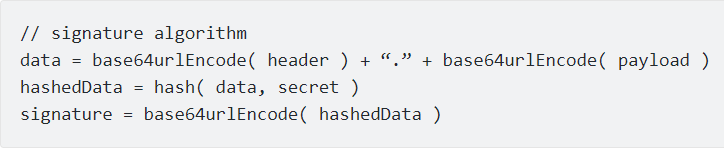 // signature algorithm
data = base64urlEncode( header ) + “.” + base64urlEncode( payload )
hashedData = hash( data, secret )
signature = base64urlEncode( hashedData )